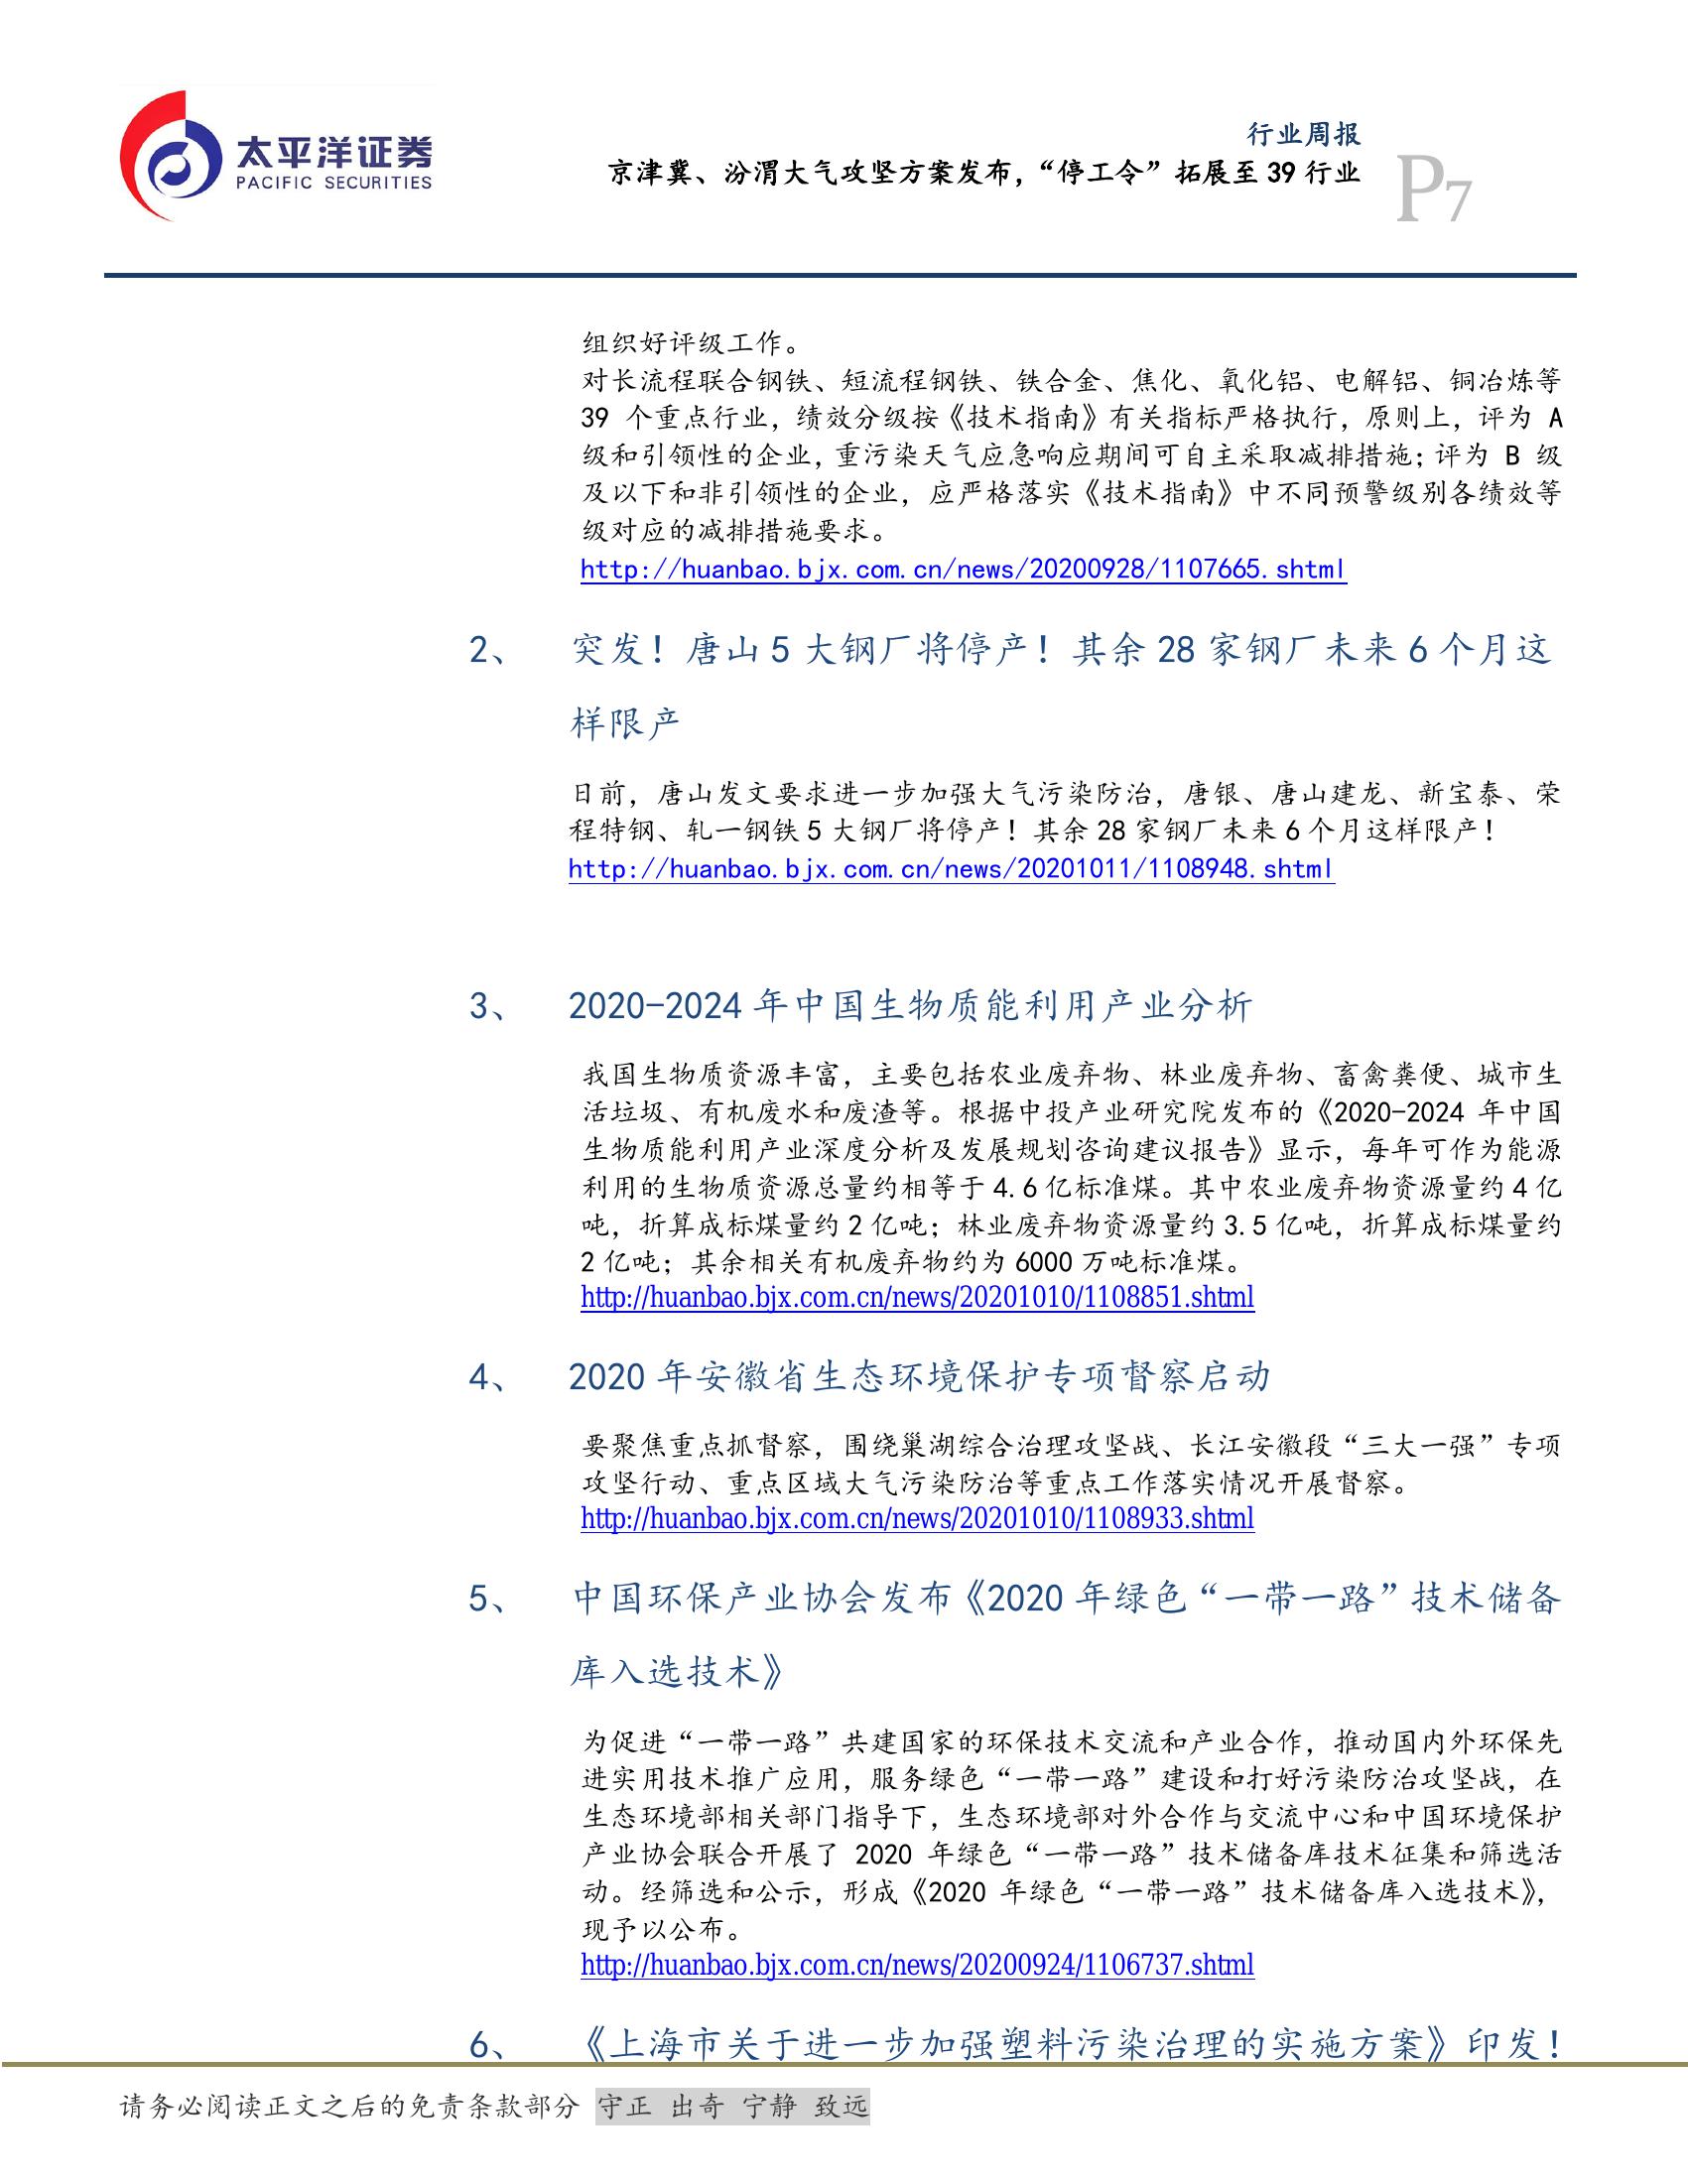 太平洋证券
PACIFIC SECURITIES
行业周报
京津冀、汾渭大气攻坚方案发布，“停工令”拓展至 39 行业
P7
组织好评级工作。
对长流程联合钢铁、短流程钢铁、铁合金、焦化、氧化铝、电解铝、铜冶炼等
39 个重点行业，绩效分级按《技术指南》有关指标严格执行，原则上，评为 A
级和引领性的企业，重污染天气应急响应期间可自主采取减排措施；评为 B 级
及以下和非引领性的企业，应严格落实《技术指南》中不同预警级别各绩效等
级对应的减排措施要求。
http://huanbao.bjx.com.cn/news/20200928/1107665.shtml
2、 突发！唐山 5 大钢厂将停产！其余 28 家钢厂未来 6 个月这
样限产
日前，唐山发文要求进一步加强大气污染防治，唐银、唐山建龙、新宝泰、荣
程特钢、轧一钢铁 5 大钢厂将停产！其余 28 家钢厂未来 6 个月这样限产！
http://huanbao.bjx.com.cn/news/20201011/1108948.shtml
3、 2020-2024 年中国生物质能利用产业分析
我国生物质资源丰富，主要包括农业废弃物、林业废弃物、畜禽粪便、城市生
活垃圾、有机废水和废渣等。根据中投产业研究院发布的《2020-2024 年中国
生物质能利用产业深度分析及发展规划咨询建议报告》显示，每年可作为能源
利用的生物质资源总量约相等于 4.6 亿标准煤。其中农业废弃物资源量约 4 亿
吨，折算成标煤量约 2 亿吨；林业废弃物资源量约 3.5 亿吨，折算成标煤量约
2 亿吨；其余相关有机废弃物约为 6000 万吨标准煤。
http://huanbao.bjx.com.cn/news/20201010/1108851.shtml
4、 2020 年安徽省生态环境保护专项督察启动
要聚焦重点抓督察，围绕巢湖综合治理攻坚战、长江安徽段“三大一强”专项
攻坚行动、重点区域大气污染防治等重点工作落实情况开展督察。
http://huanbao.bjx.com.cn/news/20201010/1108933.shtml
5、 中国环保产业协会发布《2020 年绿色“一带一路”技术储备
库入选技术》
为促进“一带一路”共建国家的环保技术交流和产业合作，推动国内外环保先
进实用技术推广应用，服务绿色“一带一路”建设和打好污染防治攻坚战，在
生态环境部相关部门指导下，生态环境部对外合作与交流中心和中国环境保护
产业协会联合开展了 2020 年绿色“一带一路”技术储备库技术征集和筛选活
动。经筛选和公示，形成《2020 年绿色“一带一路”技术储备库入选技术》，
现予以公布。
http://huanbao.bjx.com.cn/news/20200924/1106737.shtml
6、 《上海市关于进一步加强塑料污染治理的实施方案》印发！
请务必阅读正文之后的免责条款部分 守正 出奇 宁静 致远